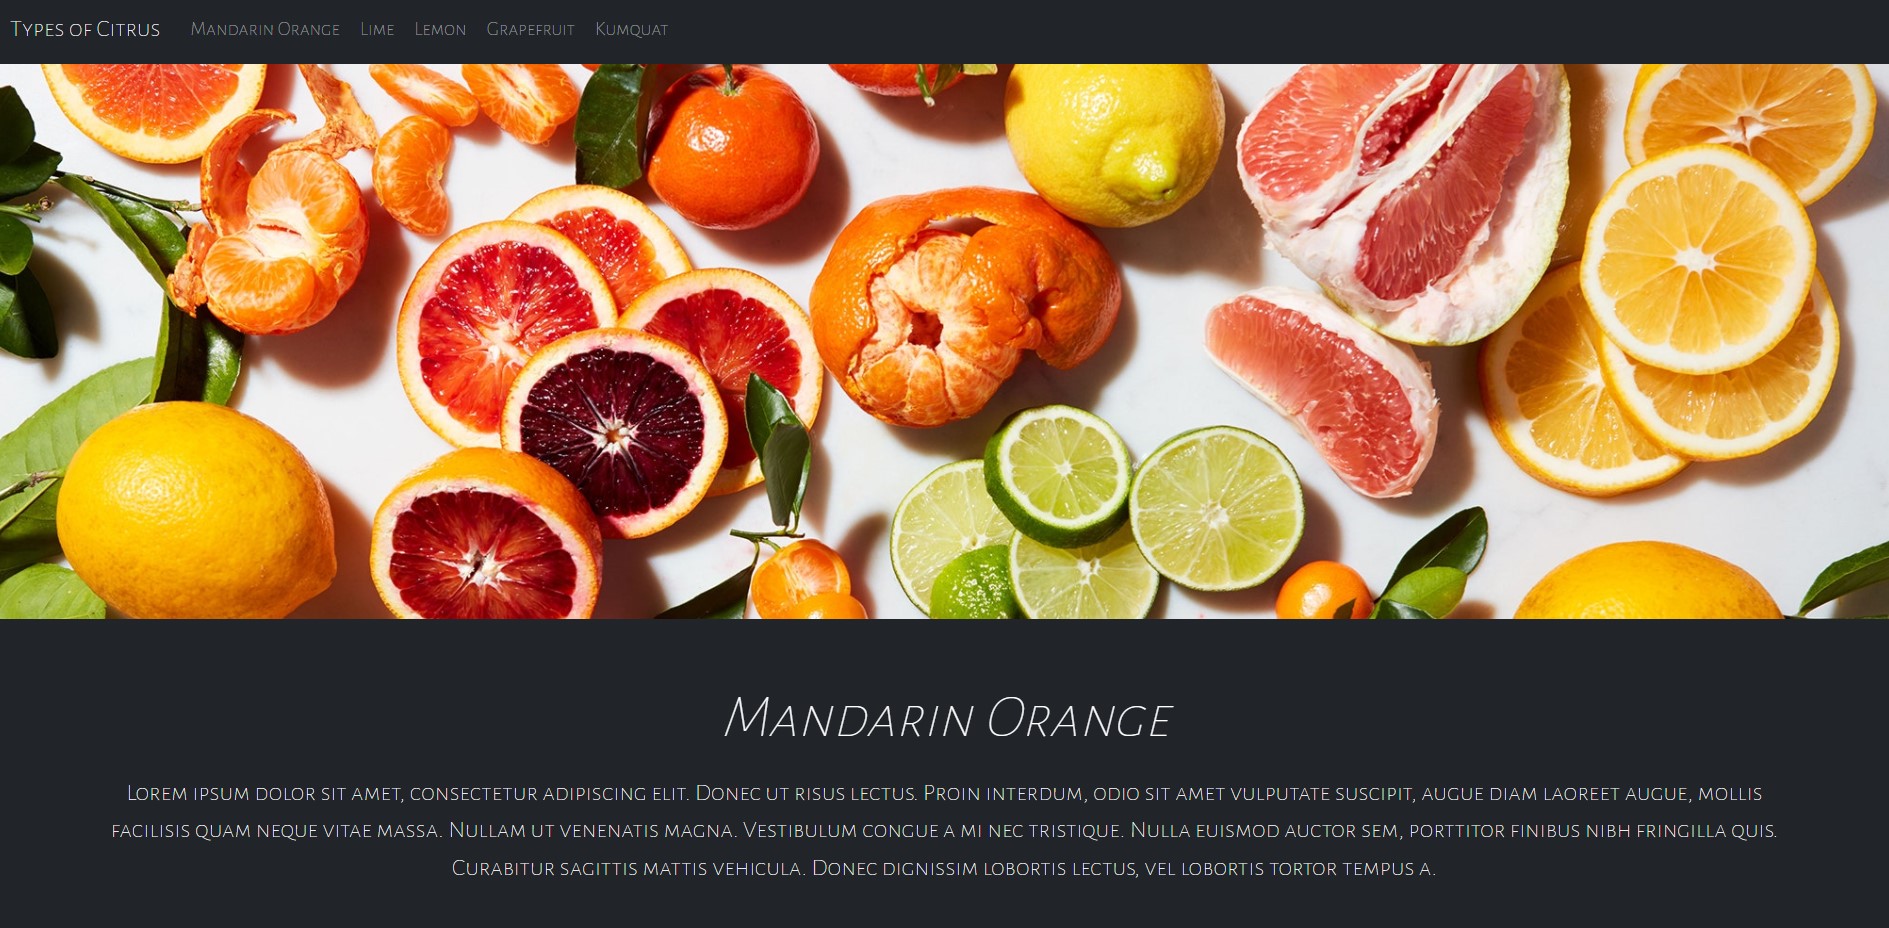 Types of Citrus Mandarin Orange Lime Lemon Grapefruit Kumquat
Mandarin Orange
Lorem ipsum dolor sit amet, consectetur adipiscing elit. Donec ut risus lectus. Proin interdum, odio sit amet vulputate suscipit, augue diam laoreet augue, mollis
facilisis quam neque vitae massa. Nullam ut venenatis magna. Vestibulum congue a mi nec tristique. Nulla euismod auctor sem, porttitor finibus nibh fringilla quis.
Curabitur sagittis mattis vehicula. Donec dignissim lobortis lectus, vel lobortis tortor tempus a.